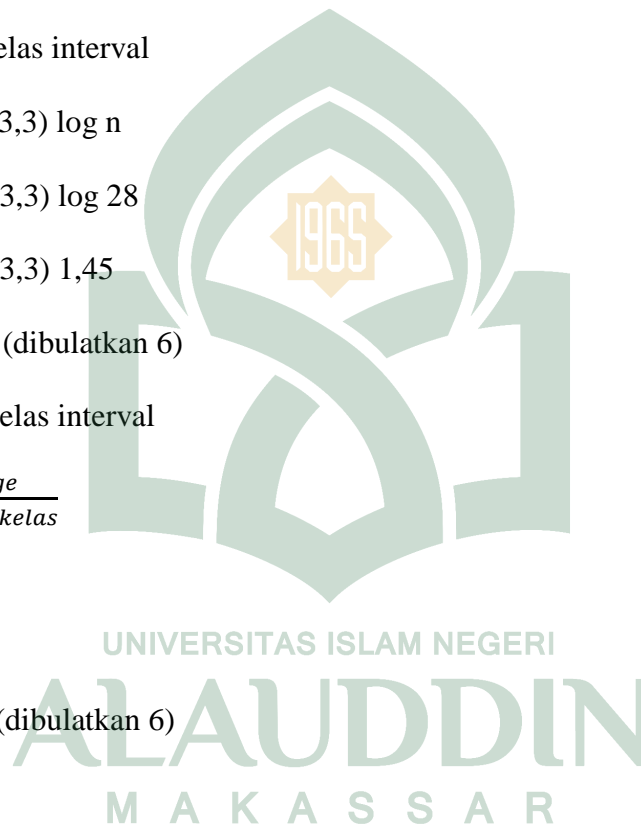 elas interval
3,3) log n
3,3) log 28
3,3) 1,45
(dibulatkan 6)
elas interval
ge
kelas
(dibulatkan 6)
1965
UNIVERSITAS ISLAM NEGERI
ALAUDDIN
M A K A S S A R